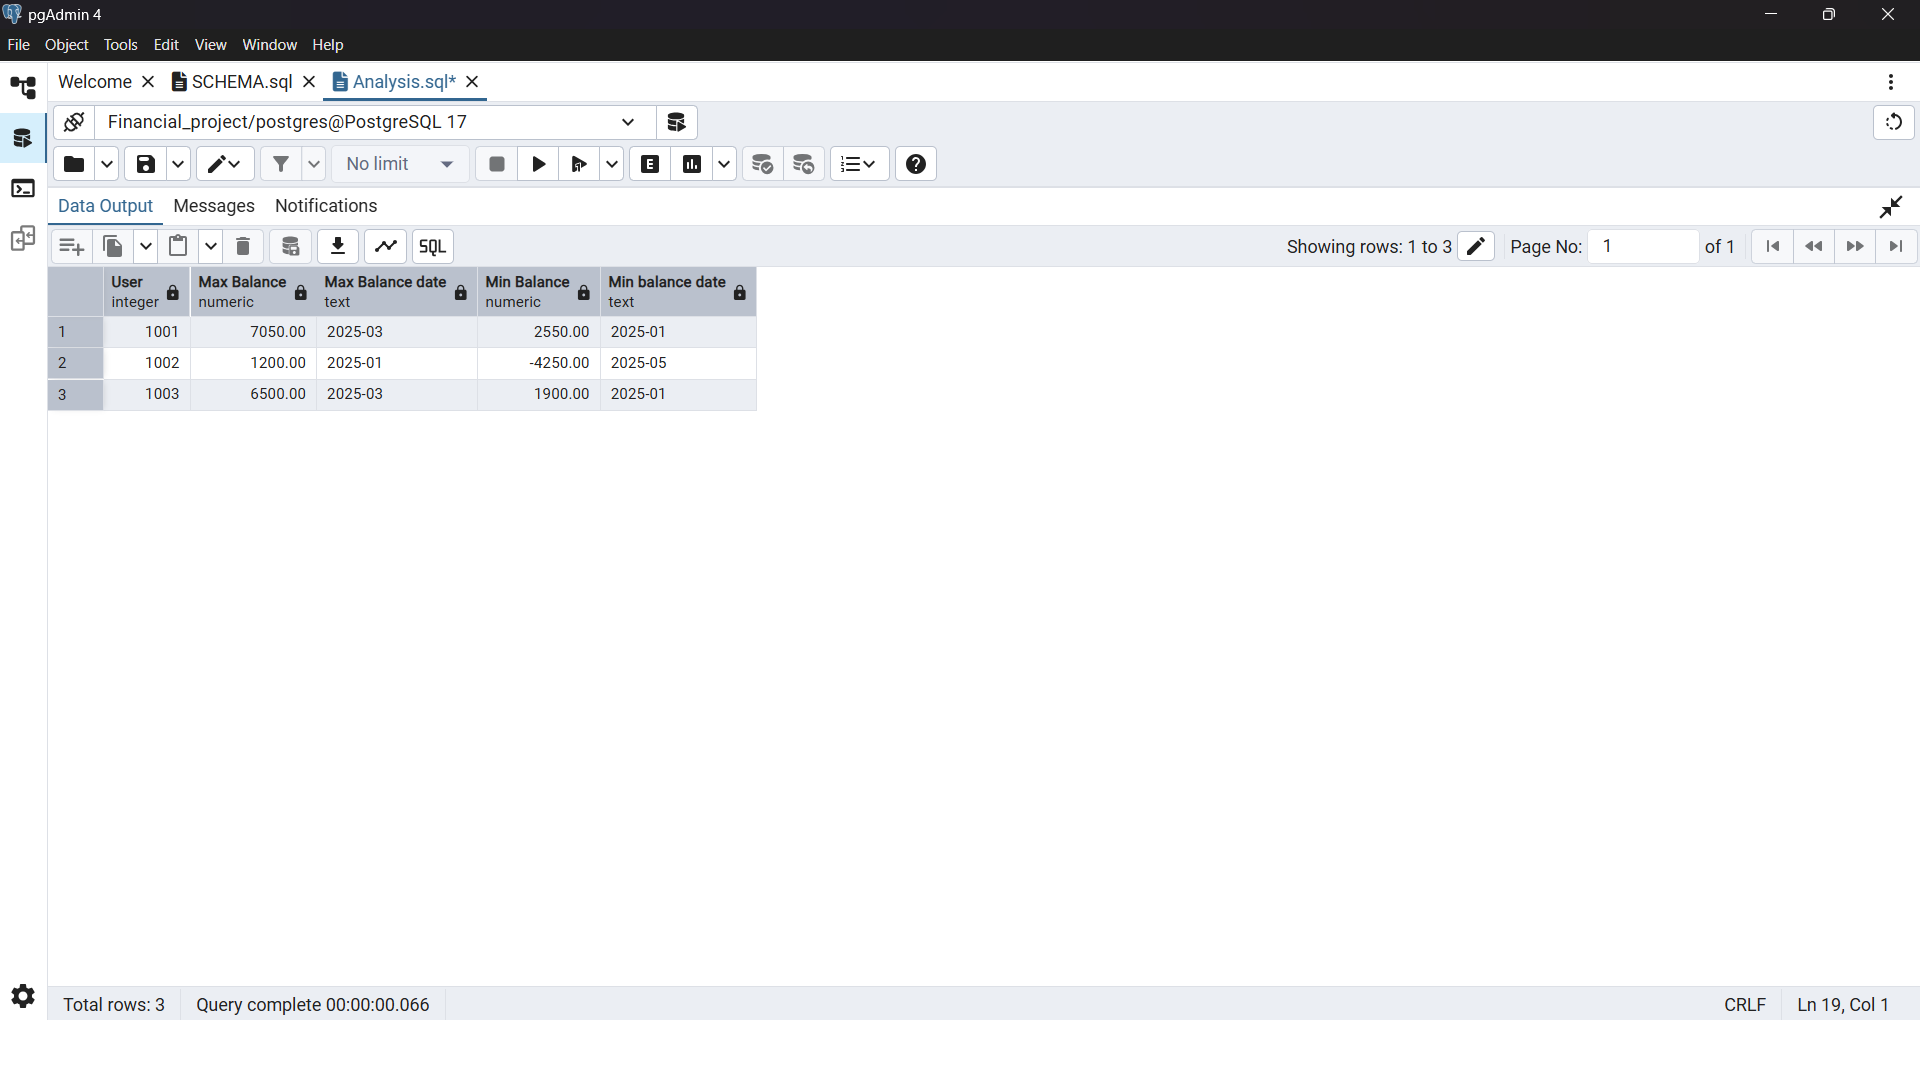 pgAdmin 4
File Object Tools Edit View Window Help
Welcome SCHEMA.sql Analysis.sql*
Financial_project/postgres@PostgreSQL 17
No limit E
Data Output Messages Notifications
SQL Showing rows: 1 to 3 Page No: 1 of 1
User Max Balance Max Balance date Min Balance Min balance date
integer numeric text numeric text
1 1001 7050.00 2025-03 2550.00 2025-01
2 1002 1200.00 2025-01 -4250.00 2025-05
3 1003 6500.00 2025-03 1900.00 2025-01
Total rows: 3 Query complete 00:00:00.066 CRLF Ln 19, Col 1